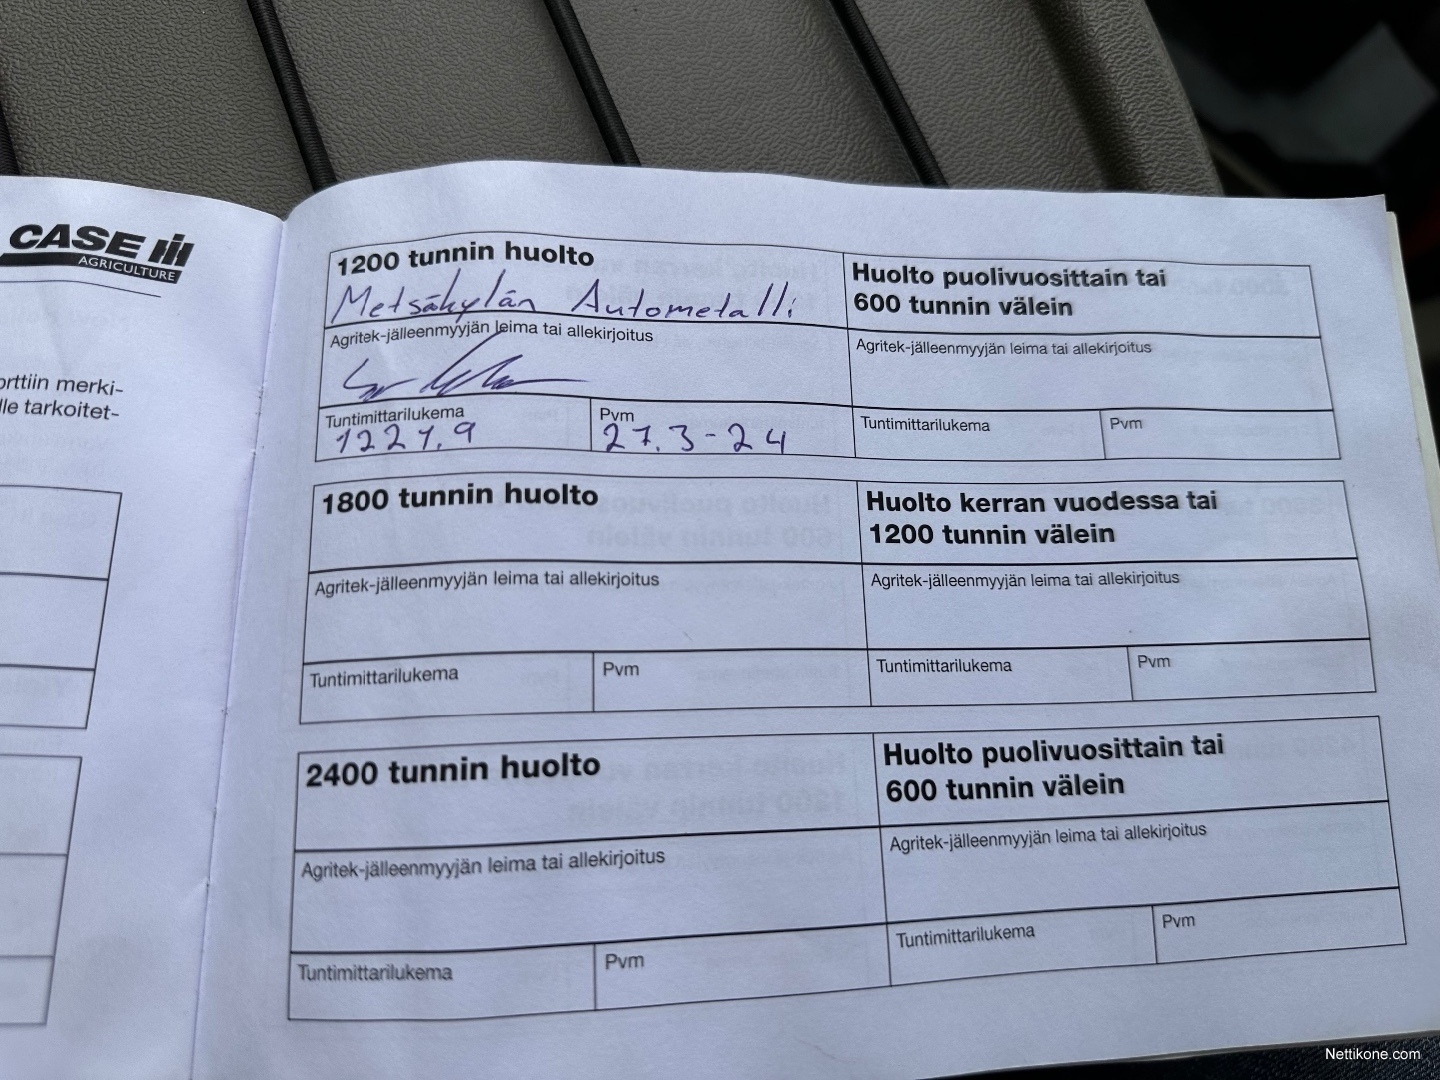 CASE IH
AGRICULTURE
orttiin merki-
lle tarkoitet-
1200 tunnin huolto
Metsäkylän Autometalli
Agritek-jälleenmyyjän leima tai allekirjoitus
Tuntimittarilukema
1221.9
Pvm
27.3-24
Huolto puolivuosittain tai
600 tunnin välein
Agritek-jälleenmyyjän leima tai allekirjoitus
Tuntimittarilukema
Pvm
1800 tunnin huolto
Agritek-jälleenmyyjän leima tai allekirjoitus
Tuntimittarilukema
Pvm
Huolto kerran vuodessa tai
1200 tunnin välein
Agritek-jälleenmyyjän leima tai allekirjoitus
Tuntimittarilukema
Pvm
2400 tunnin huolto
Agritek-jälleenmyyjän leima tai allekirjoitus
Tuntimittarilukema
Pvm
Huolto puolivuosittain tai
600 tunnin välein
Agritek-jälleenmyyjän leima tai allekirjoitus
Tuntimittarilukema
Pvm
Nettikone.com